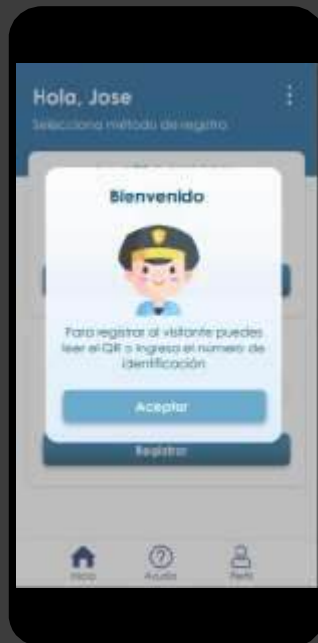 Hola, Jose
Selecciona método de registro
Bienvenido
Para registrar al visitante puedes
leer el QR o ingresa el número de
identificación
Aceptar
Registrar
Inicio
Ayuda
Perfil